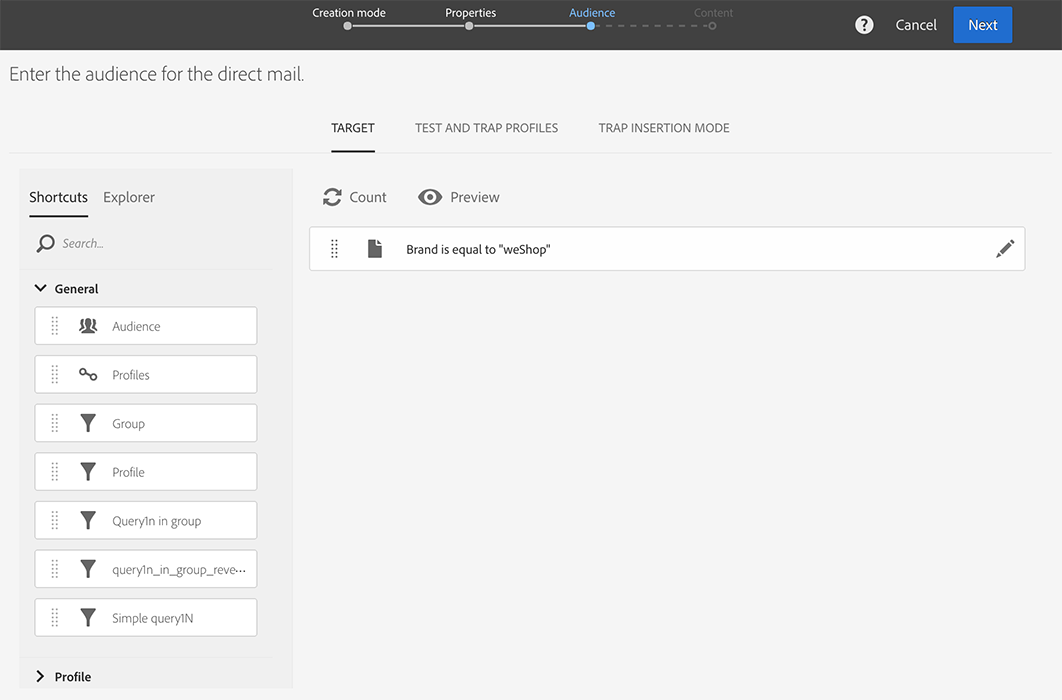 Creation mode
Properties
Audience
Content
?
Cancel
Next
Enter the audience for the direct mail.
TARGET
TEST AND TRAP PROFILES
TRAP INSERTION MODE
Shortcuts
Explorer
Count
Preview
Search...
Brand is equal to "weShop"
General
Audience
Profiles
Group
Profile
Query1n in group
query1n_in_group_reve...
Simple query1N
Profile